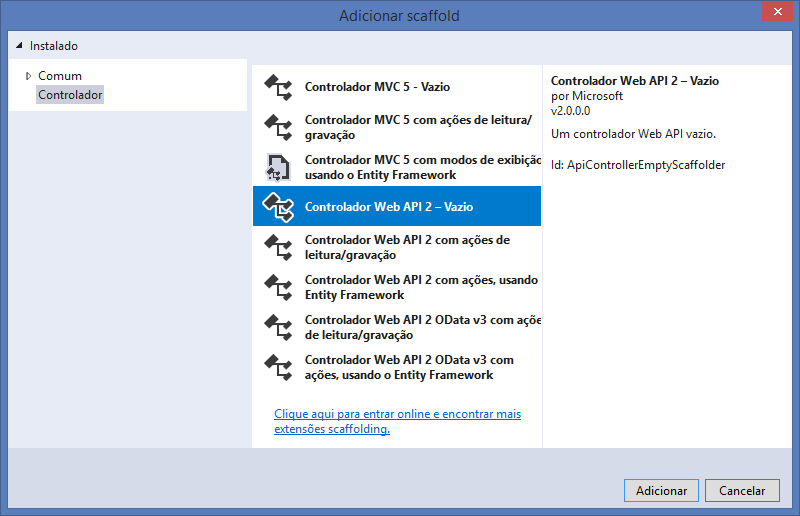 Adicionar scaffold
Instalado
Comum
Controlador
Controlador MVC 5 - Vazio
Controlador MVC 5 com ações de leitura/
gravação
Controlador MVC 5 com modos de exibição
usando o Entity Framework
Controlador Web API 2 – Vazio
Controlador Web API 2 com ações de
leitura/gravação
Controlador Web API 2 com ações, usando
Entity Framework
Controlador Web API 2 OData v3 com açõe
de leitura/gravação
Controlador Web API 2 OData v3 com
ações, usando o Entity Framework
Clique aqui para entrar online e encontrar mais
extensões scaffolding.
Controlador Web API 2 – Vazio
por Microsoft
v2.0.0.0
Um controlador Web API vazio.
Id: ApiControllerEmptyScaffolder
Adicionar
Cancelar